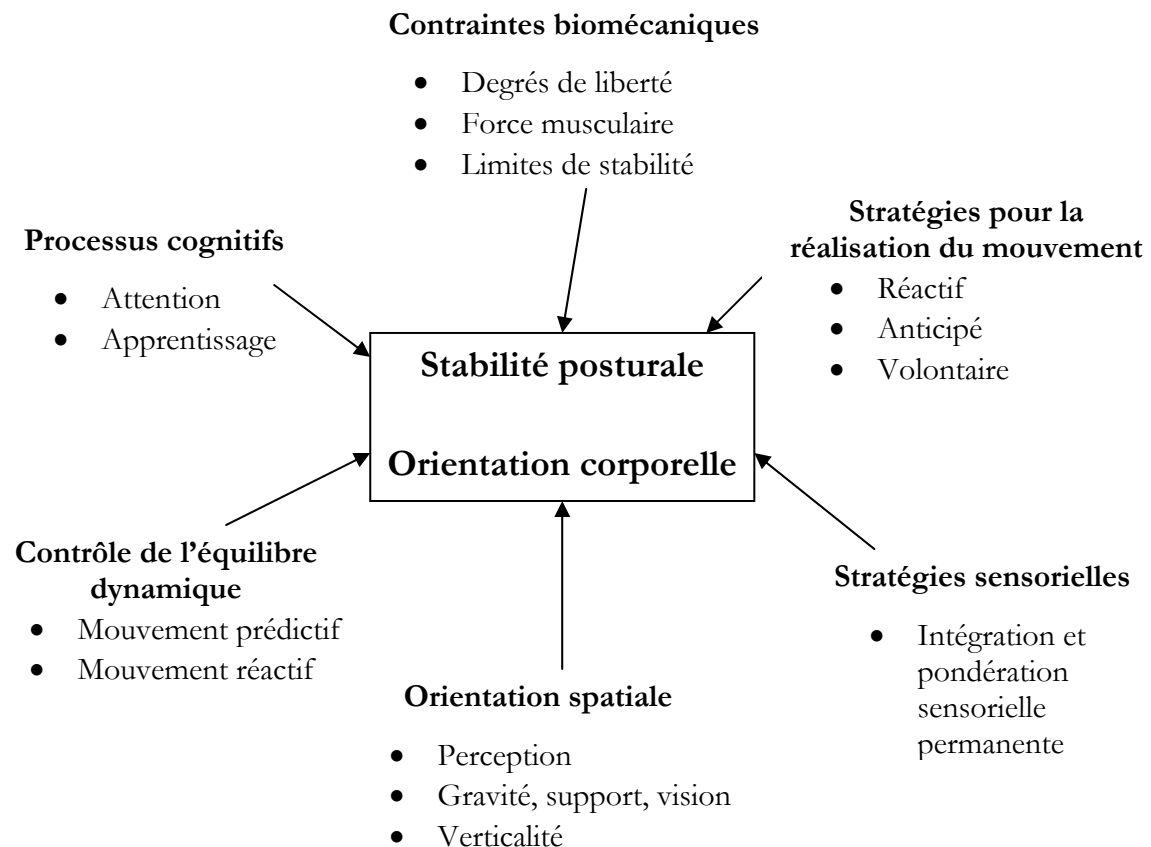 Contraintes biomécaniques
• Degrés de liberté
• Force musculaire
• Limites de stabilité
Stratégies pour la
réalisation du mouvement
• Réactif
• Anticipé
• Volontaire
Processus cognitifs
• Attention
• Apprentissage
Stabilité posturale
Orientation corporelle
Contrôle de l'équilibre
dynamique
• Mouvement prédictif
• Mouvement réactif
Stratégies sensorielles
• Intégration et
pondération
sensorielle
permanente
Orientation spatiale
• Perception
• Gravité, support, vision
• Verticalité